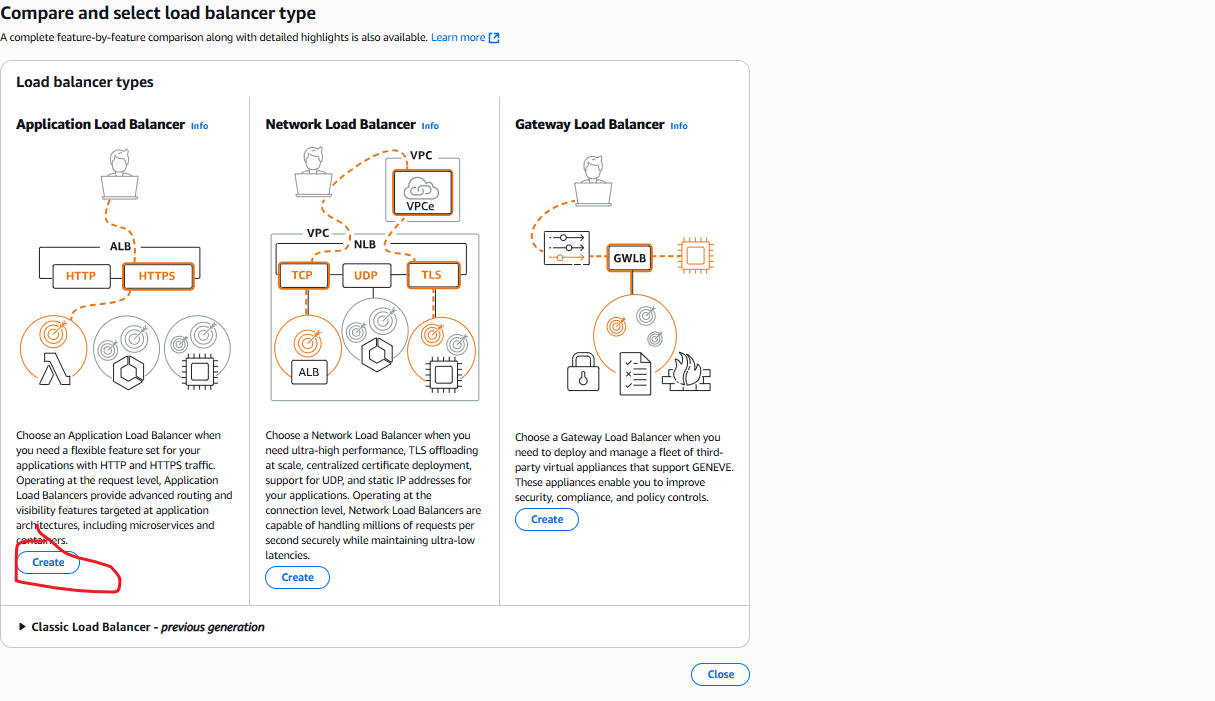 Compare and select load balancer type
A complete feature-by-feature comparison along with detailed highlights is also available. Learn more
Load balancer types
Application Load Balancer Info
ALB
HTTP
HTTPS
Choose an Application Load Balancer when
you need a flexible feature set for your
applications with HTTP and HTTPS traffic.
Operating at the request level, Application
Load Balancers provide advanced routing and
visibility features targeted at application
architectures, including microservices and
containers.
Create
Network Load Balancer Info
VPC
VPCe
VPC
NLB
TCP
UDP
TLS
ALB
Choose a Network Load Balancer when you
need ultra-high performance, TLS offloading
at scale, centralized certificate deployment,
support for UDP, and static IP addresses for
your applications. Operating at the
connection level, Network Load Balancers are
capable of handling millions of requests per
second securely while maintaining ultra-low
latencies.
Create
Gateway Load Balancer Info
GWLB
Choose a Gateway Load Balancer when you
need to deploy and manage a fleet of third-
party virtual appliances that support GENEVE.
These appliances enable you to improve
security, compliance, and policy controls.
Create
Classic Load Balancer - previous generation
Close